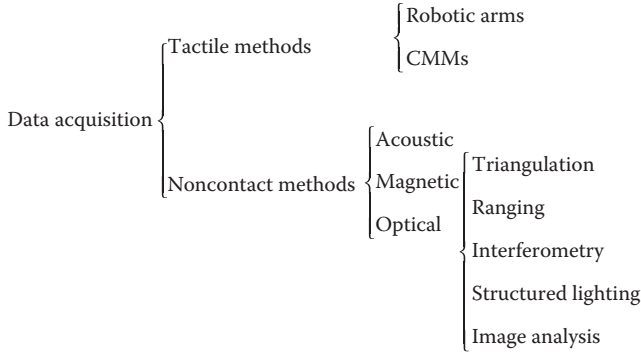 Data acquisition
Tactile methods
Robotic arms
CMMs
Noncontact methods
Acoustic
Magnetic
Optical
Triangulation
Ranging
Interferometry
Structured lighting
Image analysis